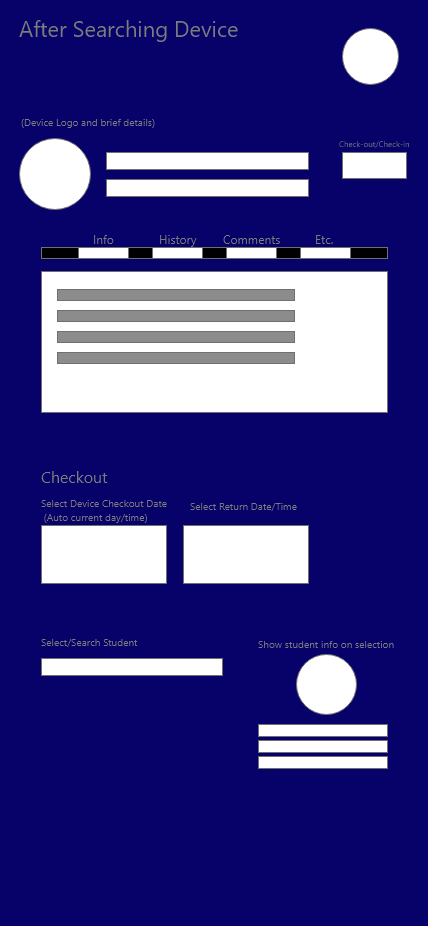 After Searching Device
(Device Logo and brief details)
Check-out/Check-in
Info History Comments Etc.
Checkout
Select Device Checkout Date
(Auto current day/time)
Select Return Date/Time
Select/Search Student
Show student info on selection